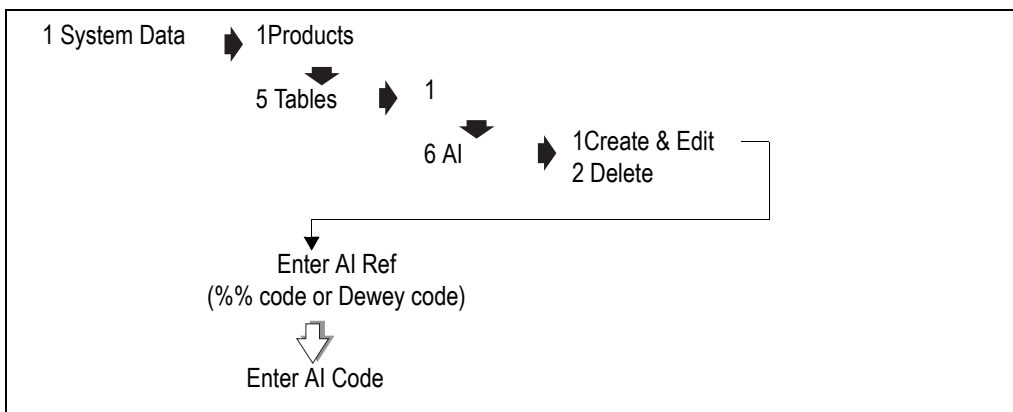 1 System Data
1Products
5 Tables
1
6 AI
1Create & Edit
2 Delete
Enter AI Ref
(%% code or Dewey code)
Enter AI Code